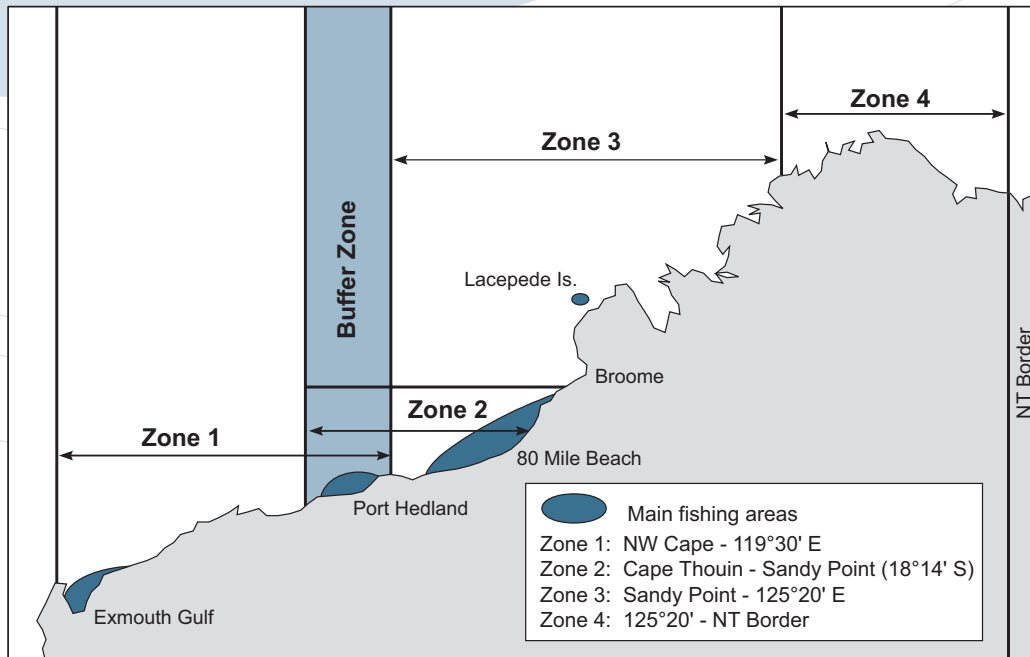 Zone 4
Zone 3
Buffer Zone
Lacepede Is.
NT Border
Broome
Zone 2
Zone 1
80 Mile Beach
Port Hedland
Exmouth Gulf
Main fishing areas
Zone 1: NW Cape - 119°30' E
Zone 2: Cape Thouin - Sandy Point (18°14' S)
Zone 3: Sandy Point - 125°20' E
Zone 4: 125°20' - NT Border